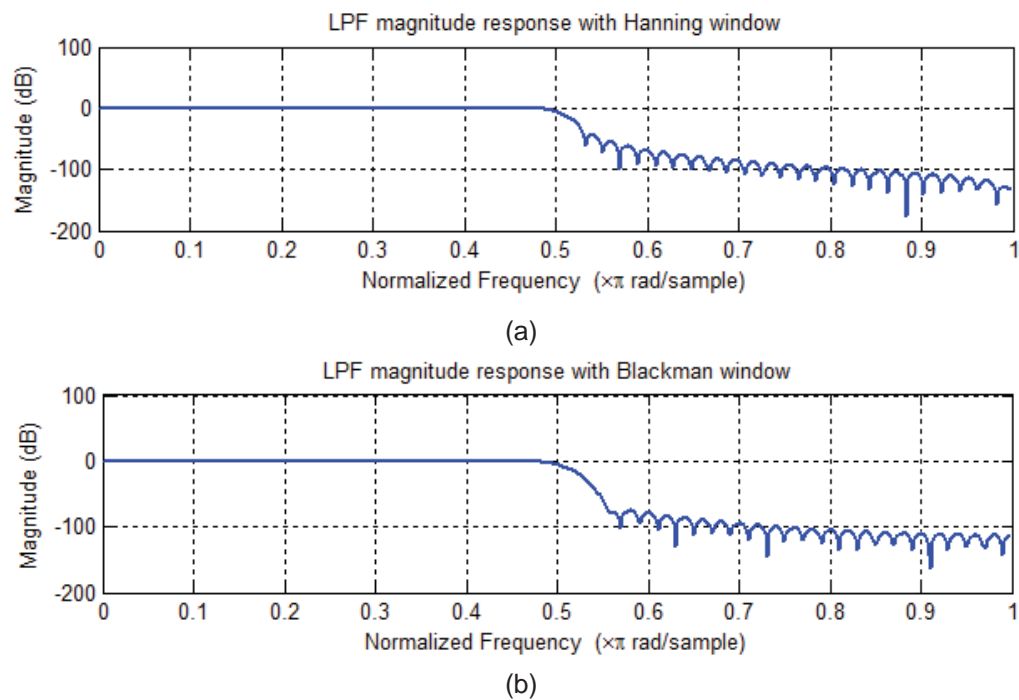 LPF magnitude response with Hanning window
100
0
-100
-200
Magnitude (dB)
0 0.1 0.2 0.3 0.4 0.5 0.6 0.7 0.8 0.9 1
Normalized Frequency (×π rad/sample)
(a)
LPF magnitude response with Blackman window
100
0
-100
-200
Magnitude (dB)
0 0.1 0.2 0.3 0.4 0.5 0.6 0.7 0.8 0.9 1
Normalized Frequency (×π rad/sample)
(b)